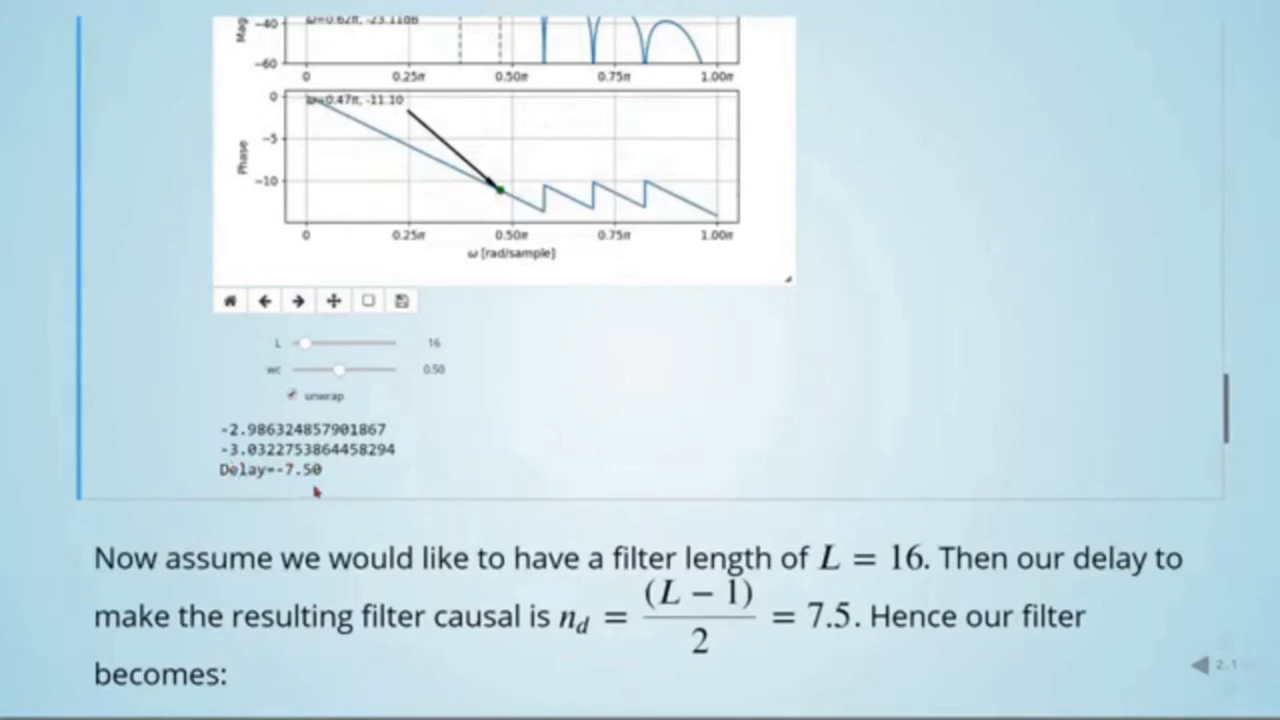 Mag
−40
−60
ω=0.62π, -23.11dB
0 0.25π 0.50π 0.75π 1.00π
Phase
0
−5
−10
ω=0.47π, -11.10
0 0.25π 0.50π 0.75π 1.00π
ω [rad/sample]
L 16
wc 0.50
unwrap
-2.986324857901867
-3.0322753864458294
Delay=-7.50
Now assume we would like to have a filter length of L = 16. Then our delay to
make the resulting filter causal is n_d = (L − 1)/2 = 7.5. Hence our filter
becomes:
2.1